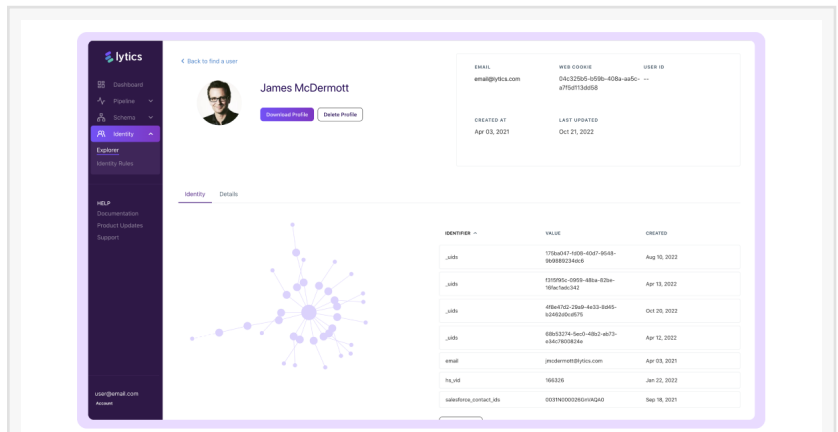 lytics
Dashboard
Pipeline
Schema
Identity
Explorer
Identity Rules
HELP
Documentation
Product Updates
Support
user@email.com
Account
Back to find a user
James McDermott
Download Profile
Delete Profile
EMAIL WEB COOKIE USER ID
email@lytics.com 04c325b5-b59b-408a-aa5c- --
a7f5d113dd58
CREATED AT LAST UPDATED
Apr 03, 2021 Oct 21, 2022
Identity Details
IDENTIFIER VALUE CREATED
_uids 175ba047-fd08-40d7-9548- Aug 10, 2022
9b9889234dc6
_uids f315f95c-0959-48ba-82be- Apr 13, 2022
16fac1adc342
_uids 4f8e47d2-29a9-4e33-8d45- Oct 20, 2022
b2462d0cd575
_uids 68b53274-5ec0-48b2-ab73- Apr 12, 2022
e34c7800824e
email jmcdermott@lytics.com Apr 03, 2021
hs_vid 166326 Jan 22, 2022
salesforce_contact_ids 0031N000026GnVAQA0 Sep 18, 2021